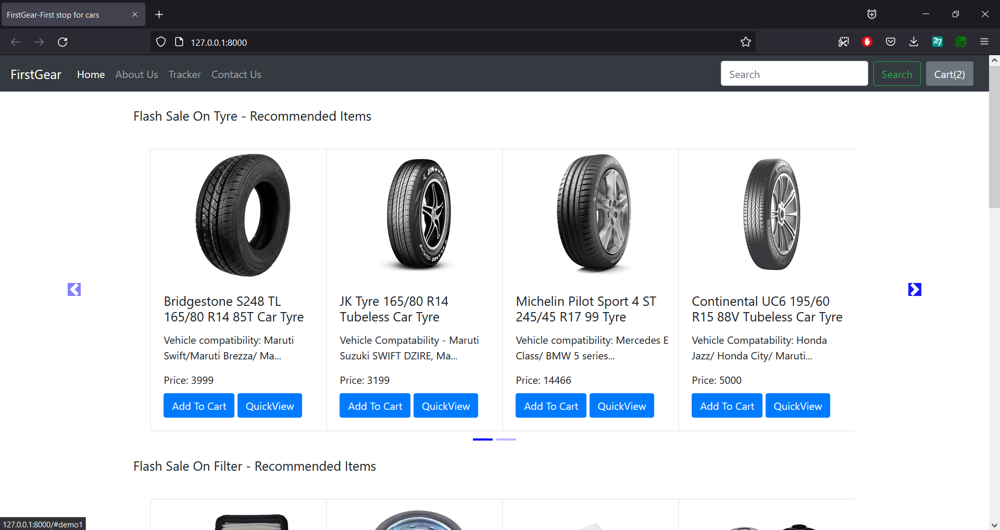 FirstGear-First stop for cars
127.0.0.1:8000
27
FirstGear Home About Us Tracker Contact Us Search Search Cart(2)
Flash Sale On Tyre - Recommended Items
JK TYRE
ELANZO TOURING
Bridgestone S248 TL
165/80 R14 85T Car Tyre
Vehicle compatibility: Maruti
Swift/Maruti Brezza/ Ma...
Price: 3999
Add To Cart QuickView
JK Tyre 165/80 R14
Tubeless Car Tyre
Vehicle Compatability - Maruti
Suzuki SWIFT DZIRE, Ma...
Price: 3199
Add To Cart QuickView
Michelin Pilot Sport 4 ST
245/45 R17 99 Tyre
Vehicle compatibility: Mercedes E
Class/ BMW 5 series...
Price: 14466
Add To Cart QuickView
Continental UC6 195/60
R15 88V Tubeless Car Tyre
Vehicle Compatability: Honda
Jazz/ Honda City/ Maruti...
Price: 5000
Add To Cart QuickView
Flash Sale On Filter - Recommended Items
127.0.0.1:8000/#demo1